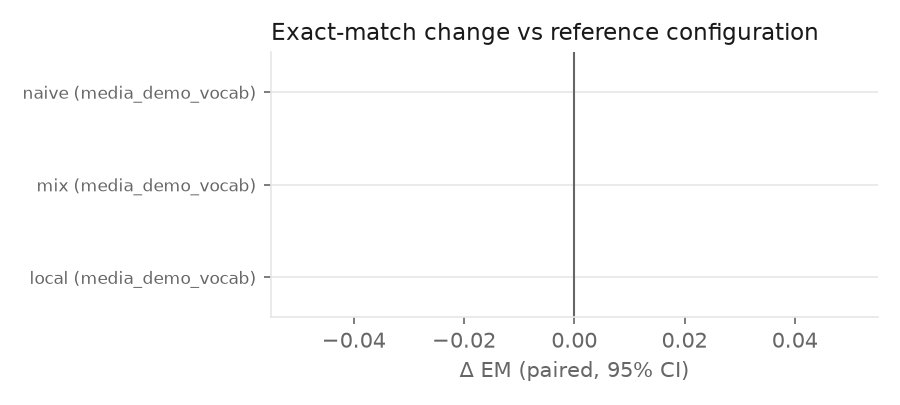 Exact-match change vs reference configuration
naive (media_demo_vocab)
mix (media_demo_vocab)
local (media_demo_vocab)
−0.04 −0.02 0.00 0.02 0.04
Δ EM (paired, 95% CI)